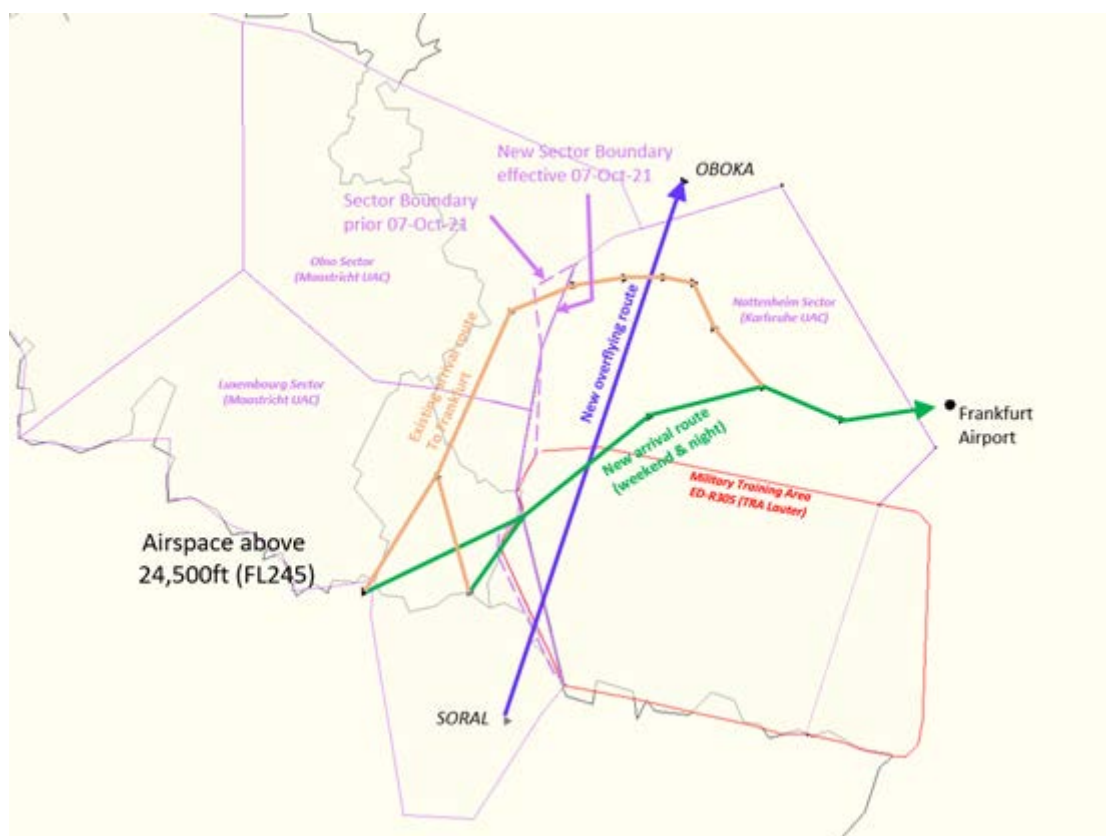 New Sector Boundary
effective 07-Oct-21
OBOKA
Sector Boundary
prior 07-Oct-21
Olno Sector
(Maastricht UAC)
Nattenheim Sector
(Karlsruhe UAC)
New overflying route
Existing arrival route
To Frankfurt
Luxembourg Sector
(Maastricht UAC)
Frankfurt
Airport
New arrival route
(weekend & night)
Military Training Area
ED-R305 (TRA Lauter)
Airspace above
24,500ft (FL245)
SORAL